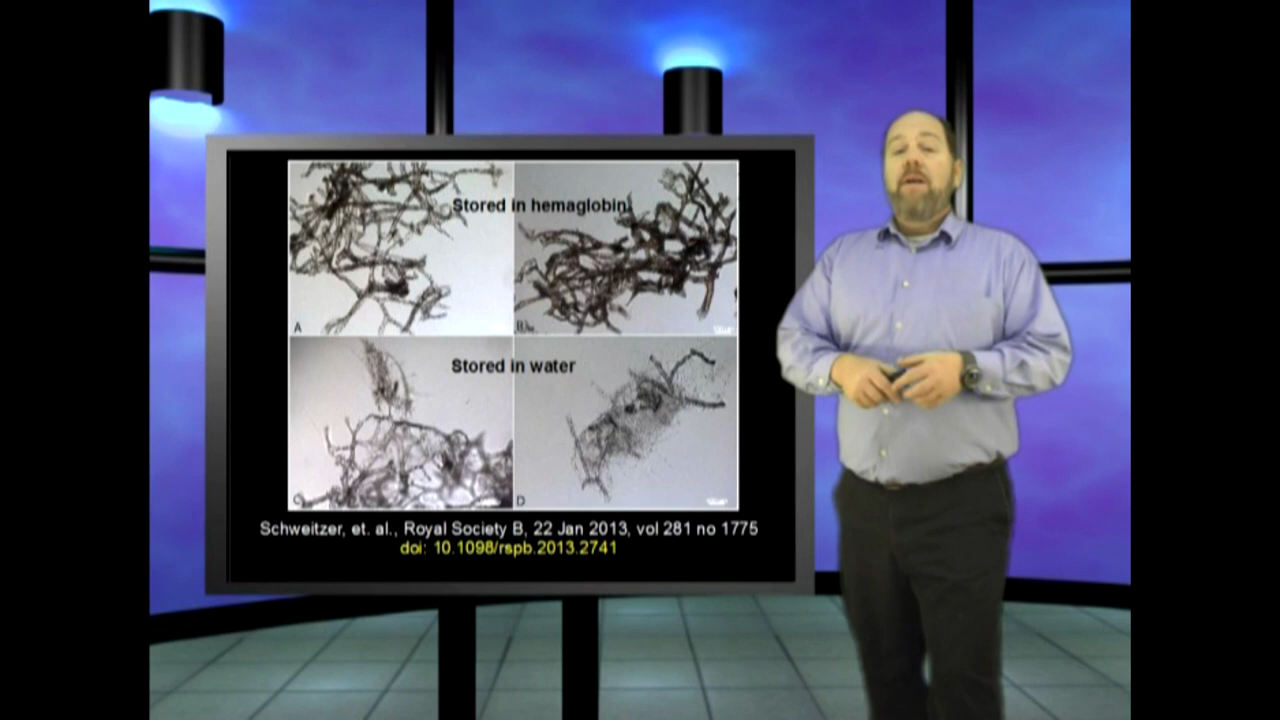 Stored in hemaglobin
A
B
Stored in water
C
D
Schweitzer, et. al., Royal Society B, 22 Jan 2013, vol 281 no 1775
doi: 10.1098/rspb.2013.2741